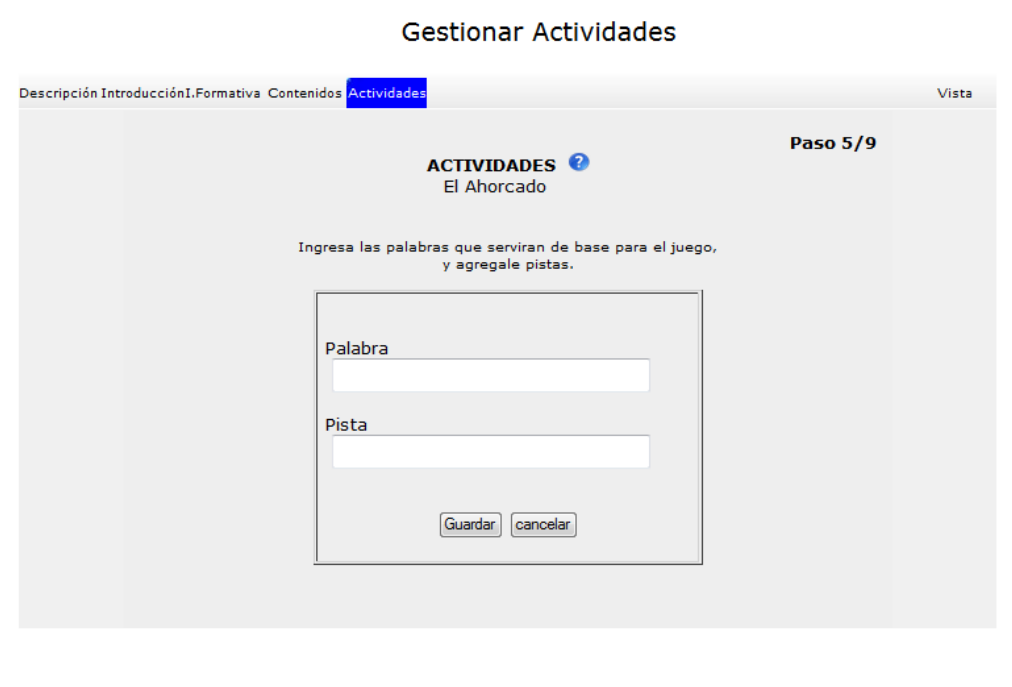 Gestionar Actividades
Descripción IntroducciónI.Formativa Contenidos Actividades Vista
Paso 5/9
ACTIVIDADES ?
El Ahorcado
Ingresa las palabras que serviran de base para el juego,
y agregale pistas.
Palabra
Pista
Guardar cancelar